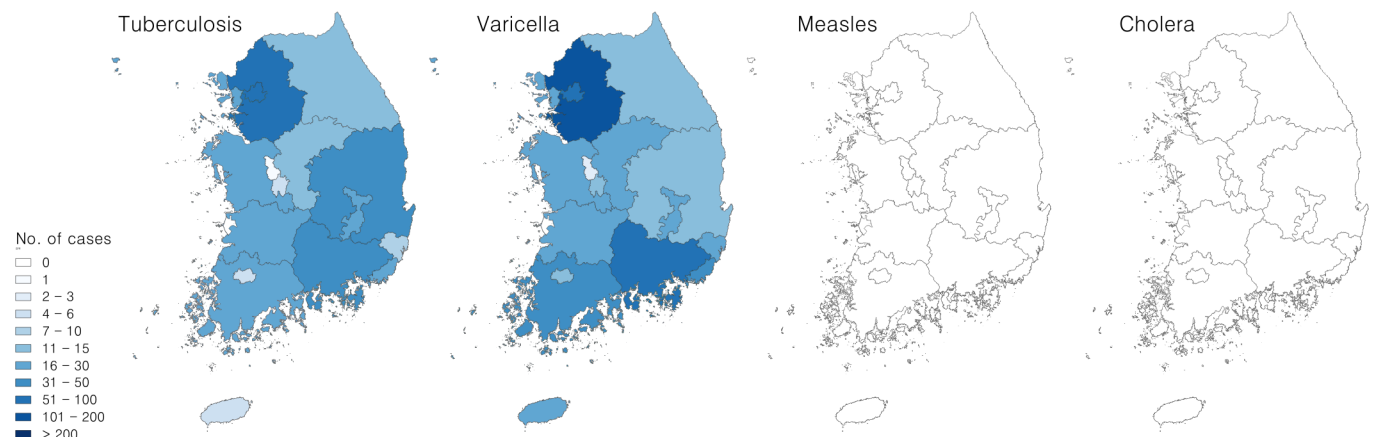 Tuberculosis
Varicella
Measles
Cholera
No. of cases
0
1
2 – 3
4 – 6
7 – 10
11 – 15
16 – 30
31 – 50
51 – 100
101 – 200
> 200